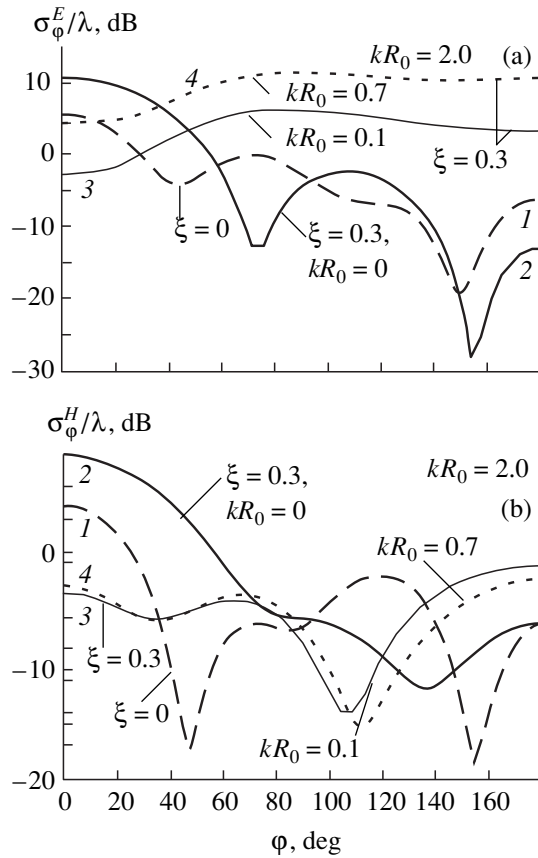 σ_φ^E/λ, dB
(a)
4
kR₀ = 2.0
10
kR₀ = 0.7
kR₀ = 0.1
ξ = 0.3
0
3
ξ = 0
ξ = 0.3,
kR₀ = 0
1
−10
2
−20
−30
σ_φ^H/λ, dB
2
ξ = 0.3,
kR₀ = 0
kR₀ = 2.0
(b)
1
kR₀ = 0.7
0
4
3
ξ = 0.3
−10
ξ = 0
kR₀ = 0.1
−20
0 20 40 60 80 100 120 140 160
φ, deg